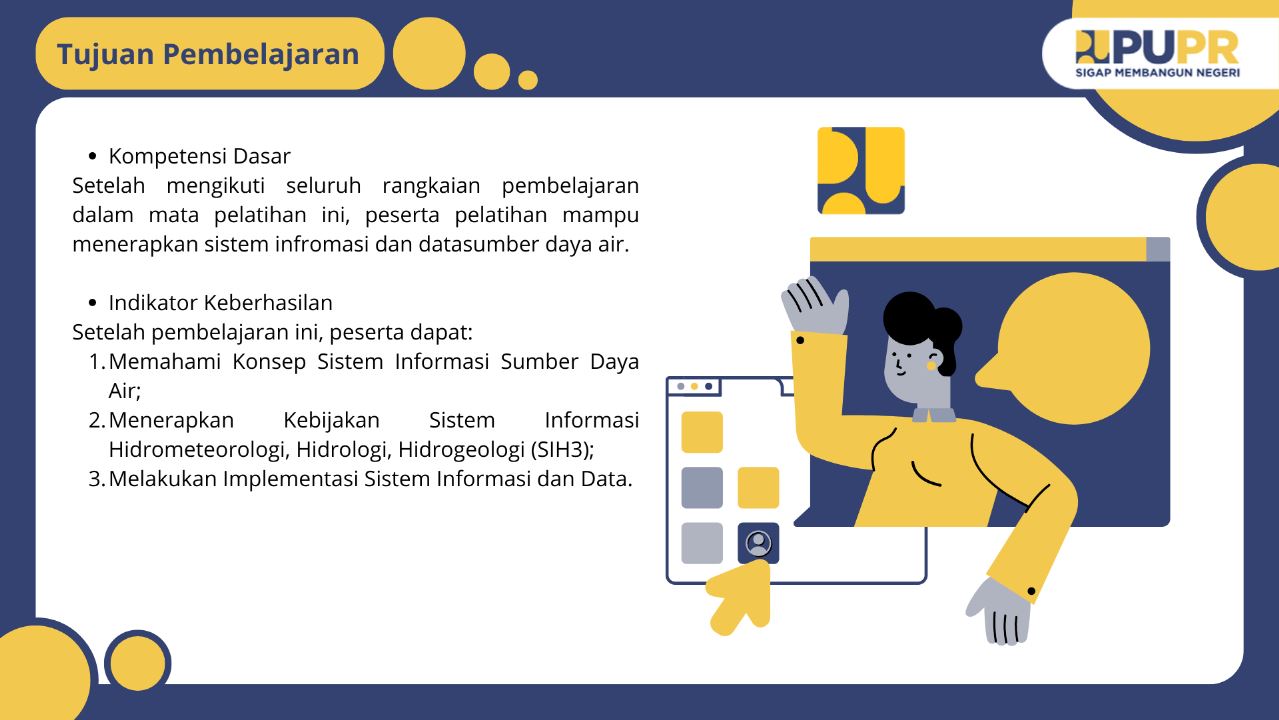 Tujuan Pembelajaran
PUPR
SIGAP MEMBANGUN NEGERI
• Kompetensi Dasar
Setelah mengikuti seluruh rangkaian pembelajaran
dalam mata pelatihan ini, peserta pelatihan mampu
menerapkan sistem infromasi dan datasumber daya air.
• Indikator Keberhasilan
Setelah pembelajaran ini, peserta dapat:
1. Memahami Konsep Sistem Informasi Sumber Daya
Air;
2. Menerapkan Kebijakan Sistem Informasi
Hidrometeorologi, Hidrologi, Hidrogeologi (SIH3);
3. Melakukan Implementasi Sistem Informasi dan Data.